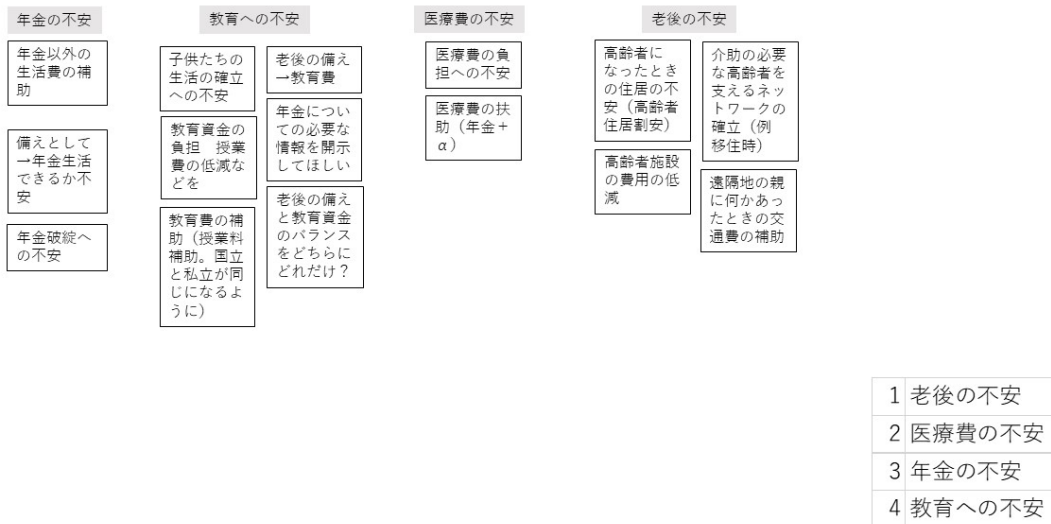 年金の不安
年金以外の
生活費の補
助
備えとして
→年金生活
できるか不
安
年金破綻へ
の不安
教育への不安
子供たちの
生活の確立
への不安
教育資金の
負担　授業
費の低減な
どを
教育費の補
助（授業料
補助。国立
と私立が同
じになるよ
うに）
老後の備え
→教育費
年金につい
ての必要な
情報を開示
してほしい
老後の備え
と教育資金
のバランス
をどちらに
どれだけ？
医療費の不安
医療費の負
担への不安
医療費の扶
助（年金＋
α）
老後の不安
高齢者に
なったとき
の住居の不
安（高齢者
住居割安）
高齢者施設
の費用の低
減
介助の必要
な高齢者を
支えるネッ
トワークの
確立（例
移住時）
遠隔地の親
に何かあっ
たときの交
通費の補助
1 老後の不安
2 医療費の不安
3 年金の不安
4 教育への不安